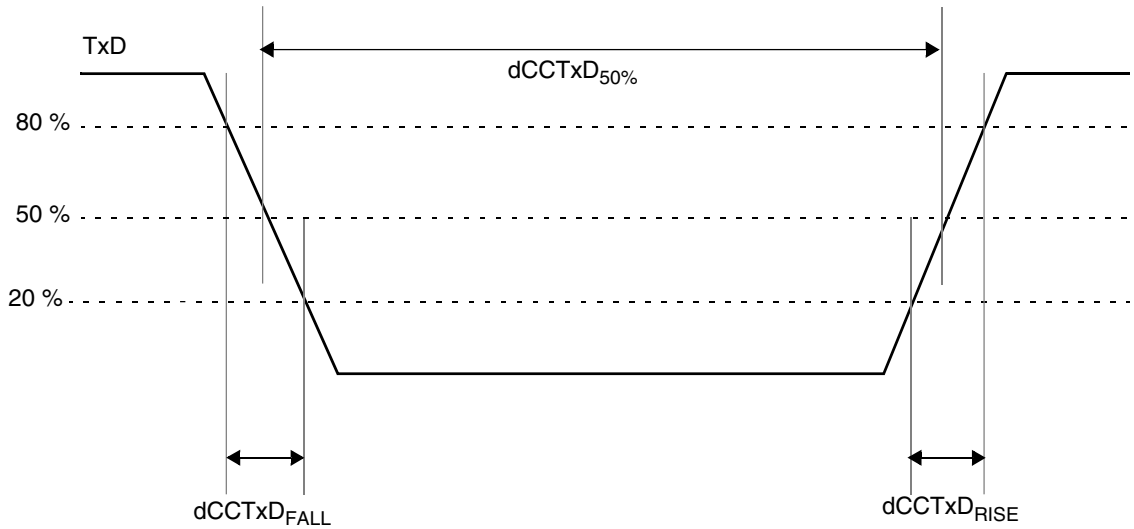 TxD
dCCTxD50%
80 %
50 %
20 %
dCCTxDFALL
dCCTxDRISE